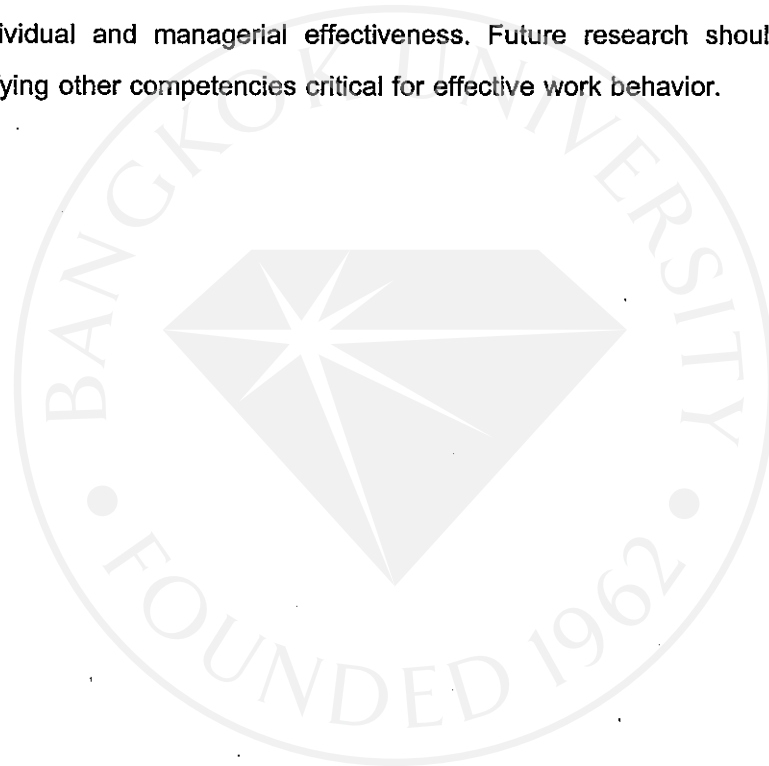 ividual and managerial effectiveness. Future research shoul
ying other competencies critical for effective work behavior.
BANGKOK UNIVERSITY
FOUNDED 1962